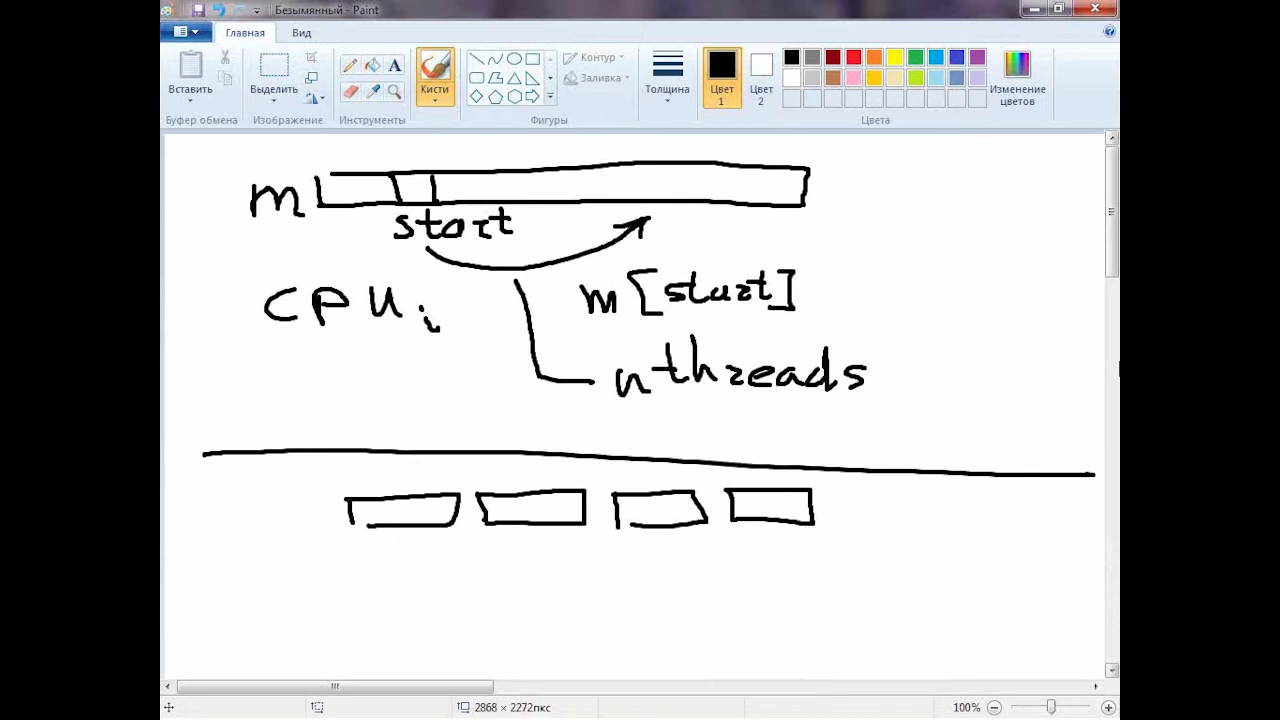 Безымянный - Paint
Главная Вид
Вставить
Выделить
A
Кисти
Контур
Заливка
Толщина
Цвет 1
Цвет 2
Изменение цветов
Буфер обмена
Изображение
Инструменты
Фигуры
Цвета
m
start
CPU i
m [start]
nthreads
2868 × 2272пкс
100%